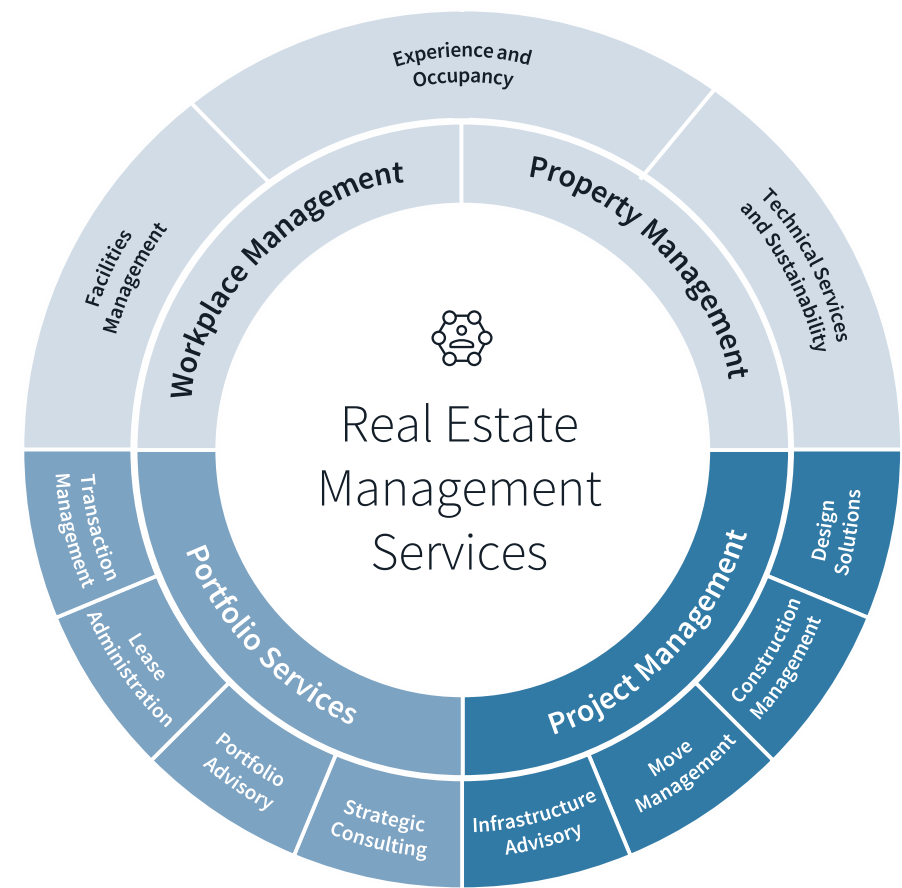 Experience and
Occupancy
Facilities
Management
Technical Services
and Sustainability
Workplace Management
Property Management
Real Estate
Management
Services
Portfolio Services
Project Management
Transaction
Management
Lease
Administration
Portfolio
Advisory
Strategic
Consulting
Infrastructure
Advisory
Move
Management
Construction
Management
Design
Solutions